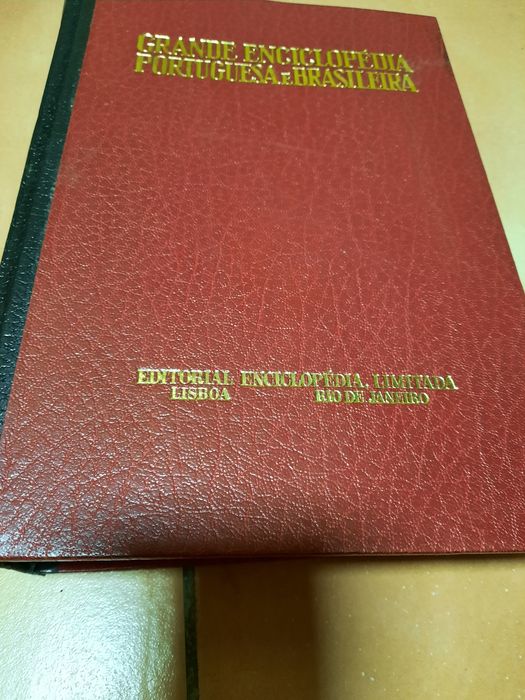 GRANDE ENCICLOPÉDIA
PORTUGUESA E BRASILEIRA
EDITORIAL ENCICLOPÉDIA, LIMITADA
LISBOA RIO DE JANEIRO